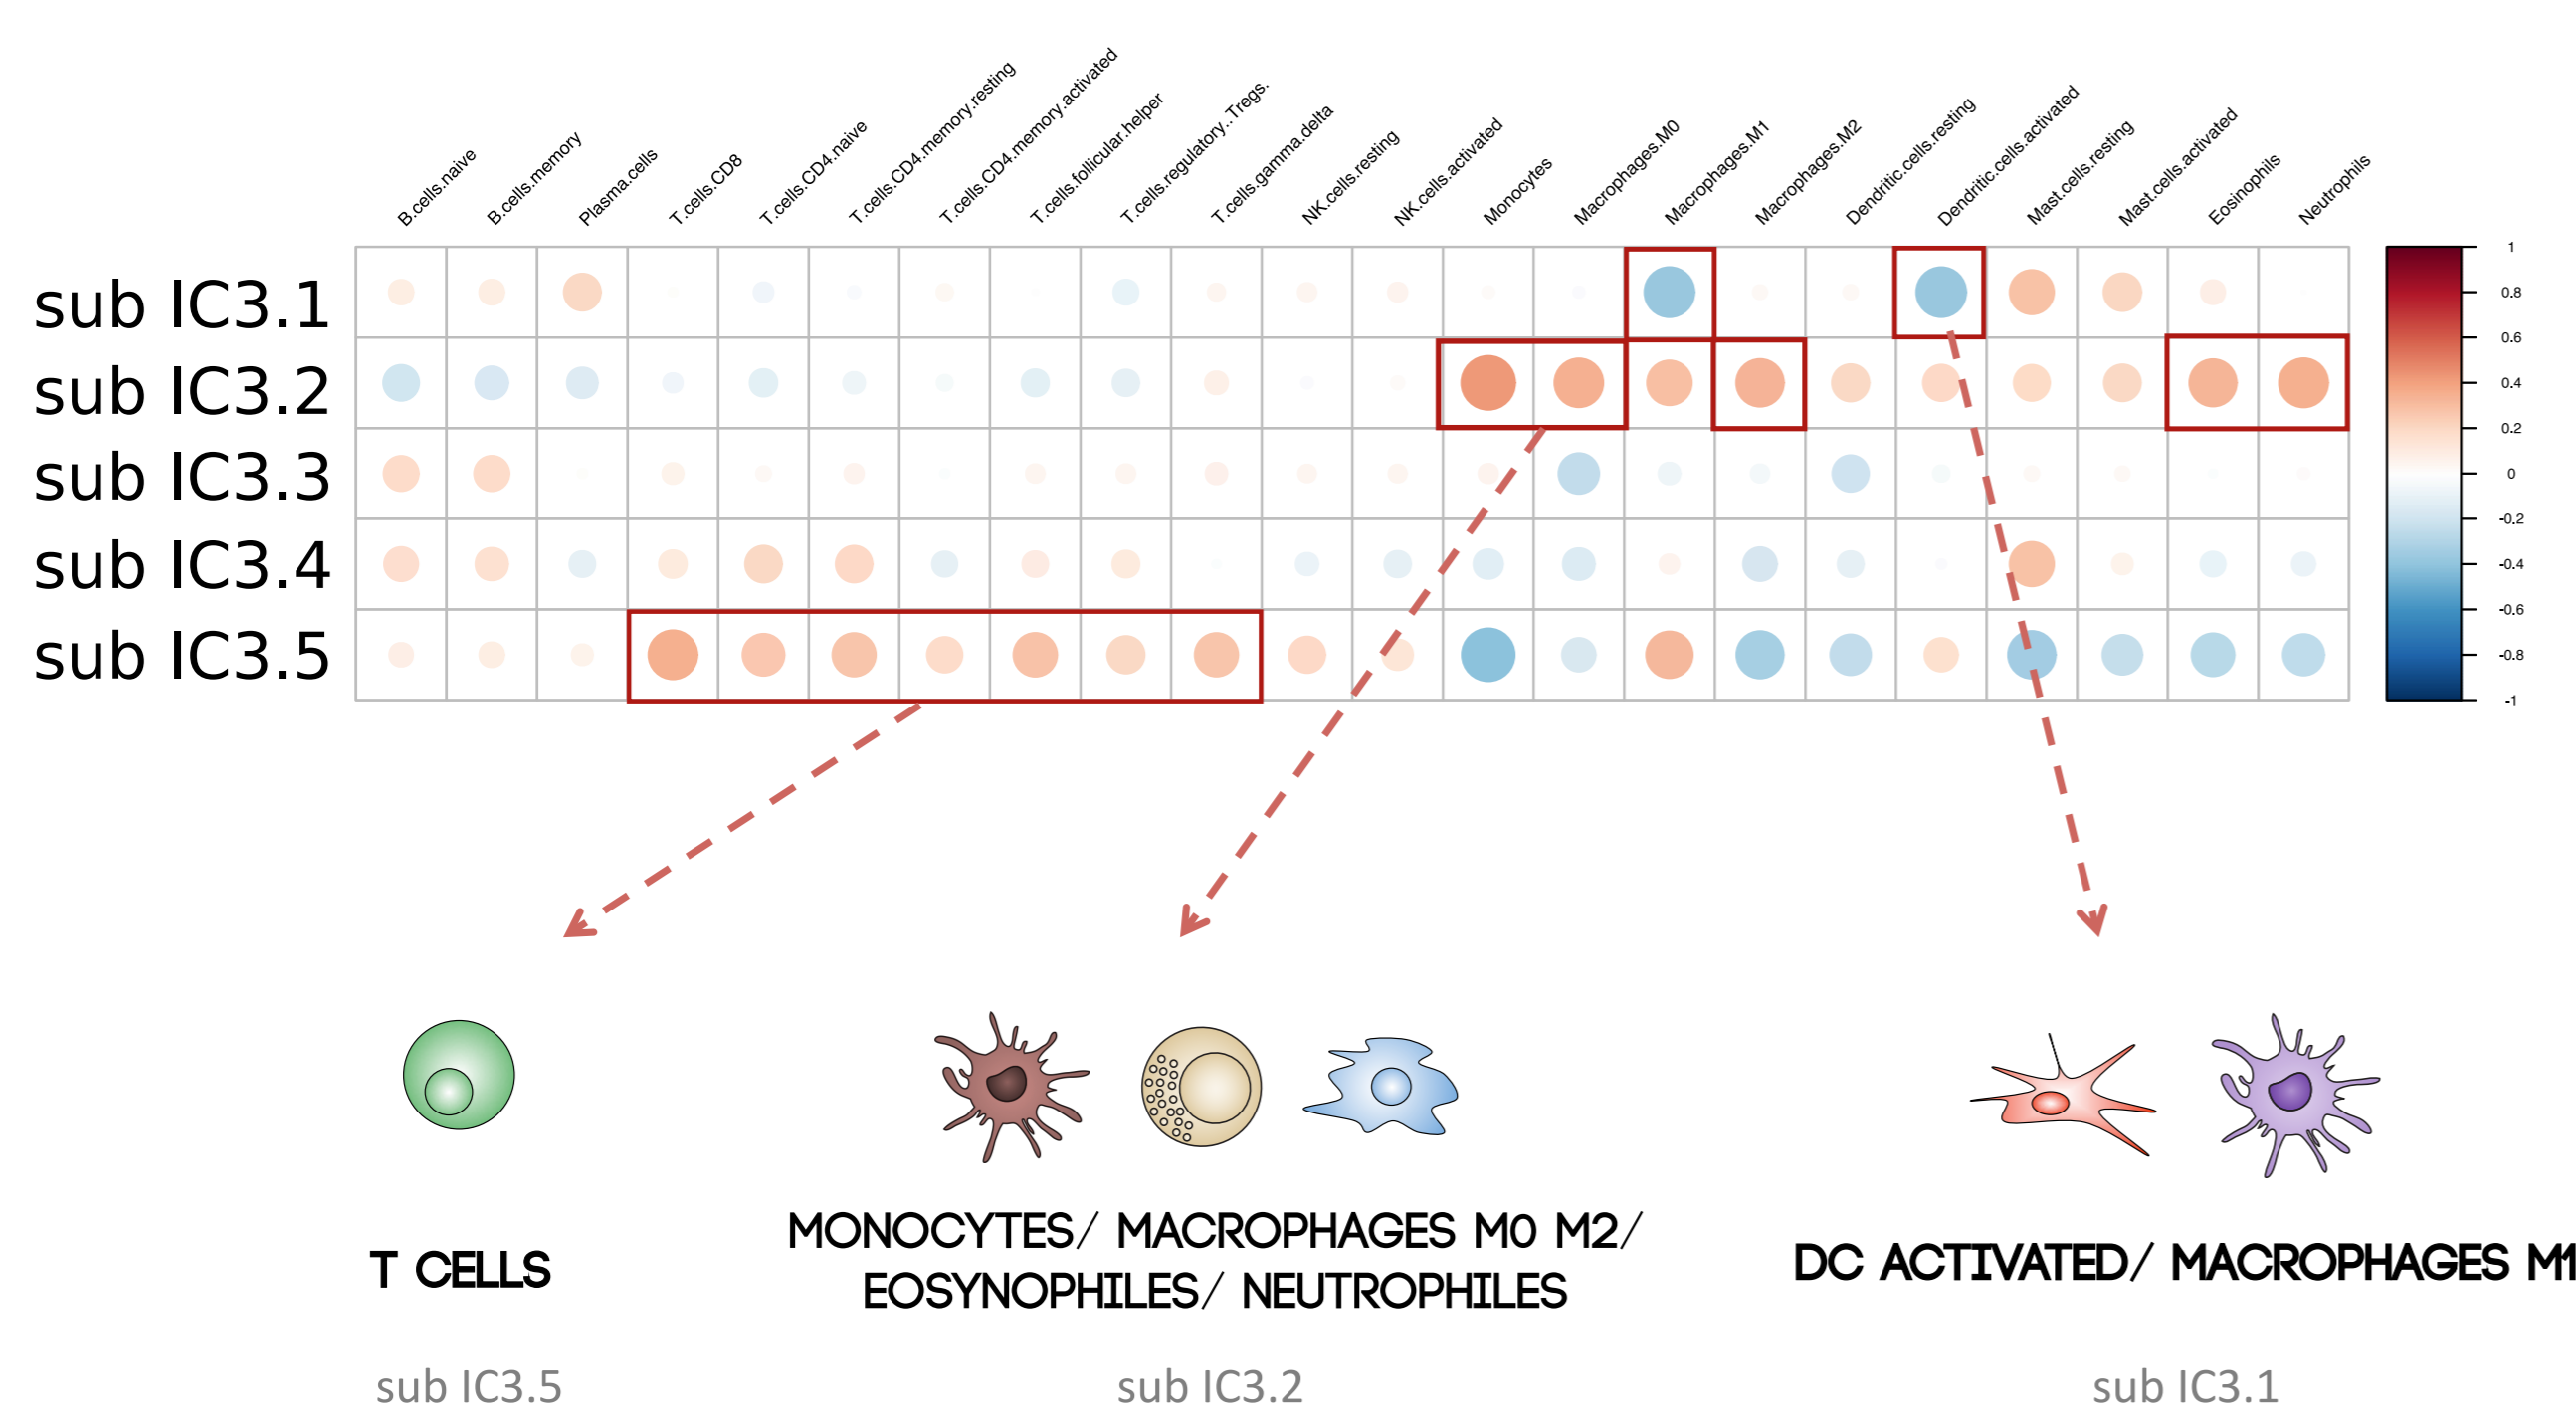 B.cells.naive
B.cells.memory
Plasma.cells
T.cells.CD8
T.cells.CD4.naive
T.cells.CD4.memory.resting
T.cells.CD4.memory.activated
T.cells.follicular.helper
T.cells.regulatory..Tregs.
T.cells.gamma.delta
NK.cells.resting
NK.cells.activated
Monocytes
Macrophages.M0
Macrophages.M1
Macrophages.M2
Dendritic.cells.resting
Dendritic.cells.activated
Mast.cells.resting
Mast.cells.activated
Eosinophils
Neutrophils
sub IC3.1
sub IC3.2
sub IC3.3
sub IC3.4
sub IC3.5
1
0.8
0.6
0.4
0.2
0
-0.2
-0.4
-0.6
-0.8
-1
T CELLS
MONOCYTES/ MACROPHAGES M0 M2/
EOSYNOPHILES/ NEUTROPHILES
DC ACTIVATED/ MACROPHAGES M1
sub IC3.5
sub IC3.2
sub IC3.1